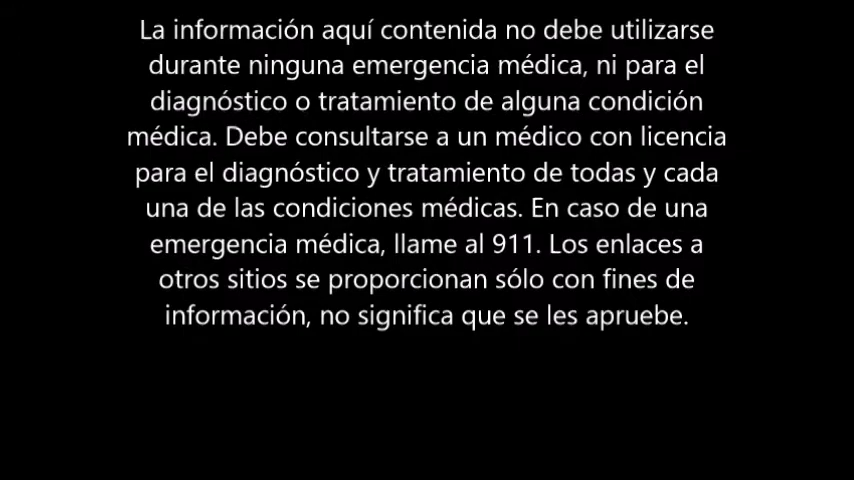 La información aquí contenida no debe utilizarse
durante ninguna emergencia médica, ni para el
diagnóstico o tratamiento de alguna condición
médica. Debe consultarse a un médico con licencia
para el diagnóstico y tratamiento de todas y cada
una de las condiciones médicas. En caso de una
emergencia médica, llame al 911. Los enlaces a
otros sitios se proporcionan sólo con fines de
información, no significa que se les apruebe.